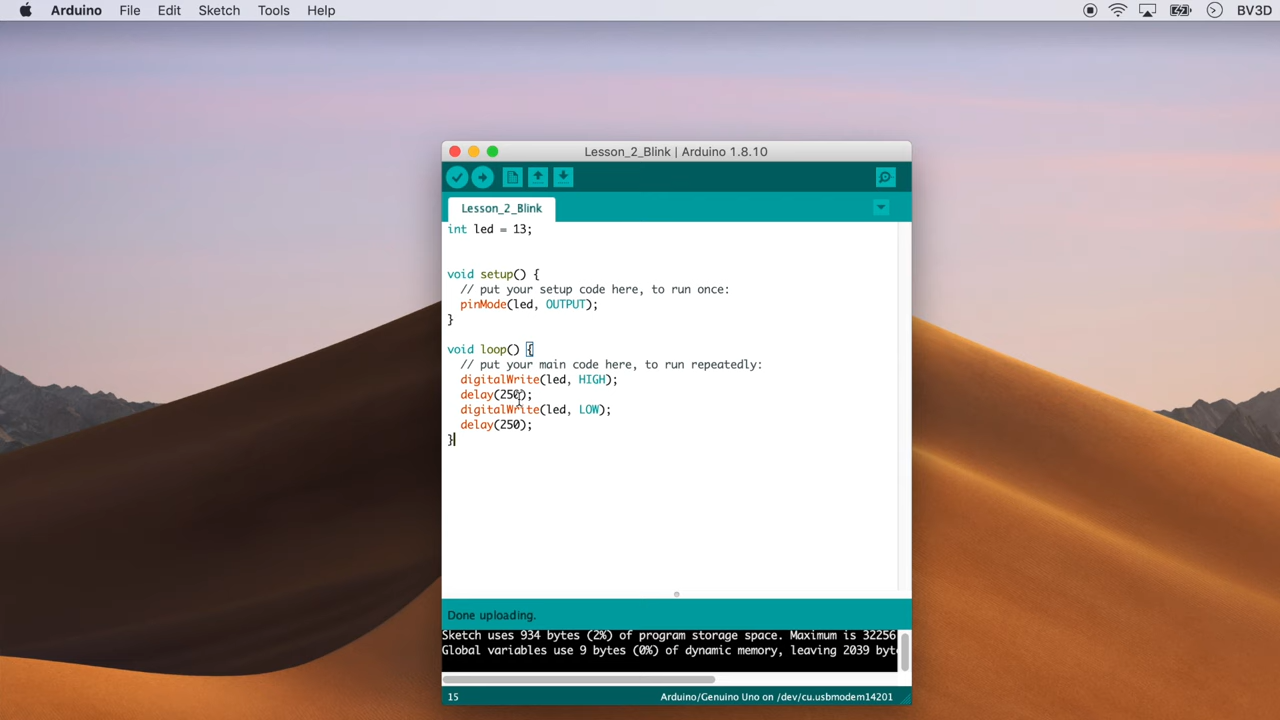 Arduino File Edit Sketch Tools Help BV3D
Lesson_2_Blink | Arduino 1.8.10
Lesson_2_Blink
int led = 13;
void setup() {
// put your setup code here, to run once:
pinMode(led, OUTPUT);
}
void loop() {
// put your main code here, to run repeatedly:
digitalWrite(led, HIGH);
delay(250);
digitalWrite(led, LOW);
delay(250);
}
Done uploading.
Sketch uses 934 bytes (2%) of program storage space. Maximum is 32256
Global variables use 9 bytes (0%) of dynamic memory, leaving 2039 byt
15 Arduino/Genuino Uno on /dev/cu.usbmodem14201